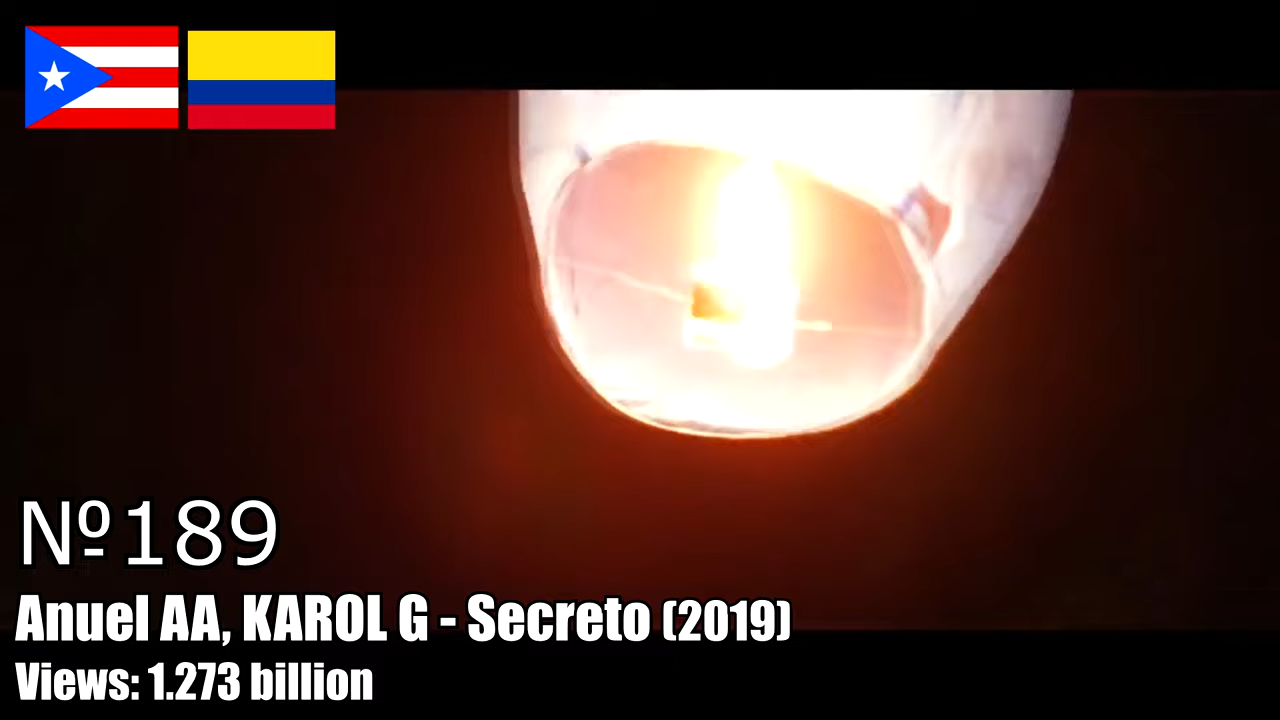 №189
Anuel AA, KAROL G - Secreto (2019)
Views: 1.273 billion